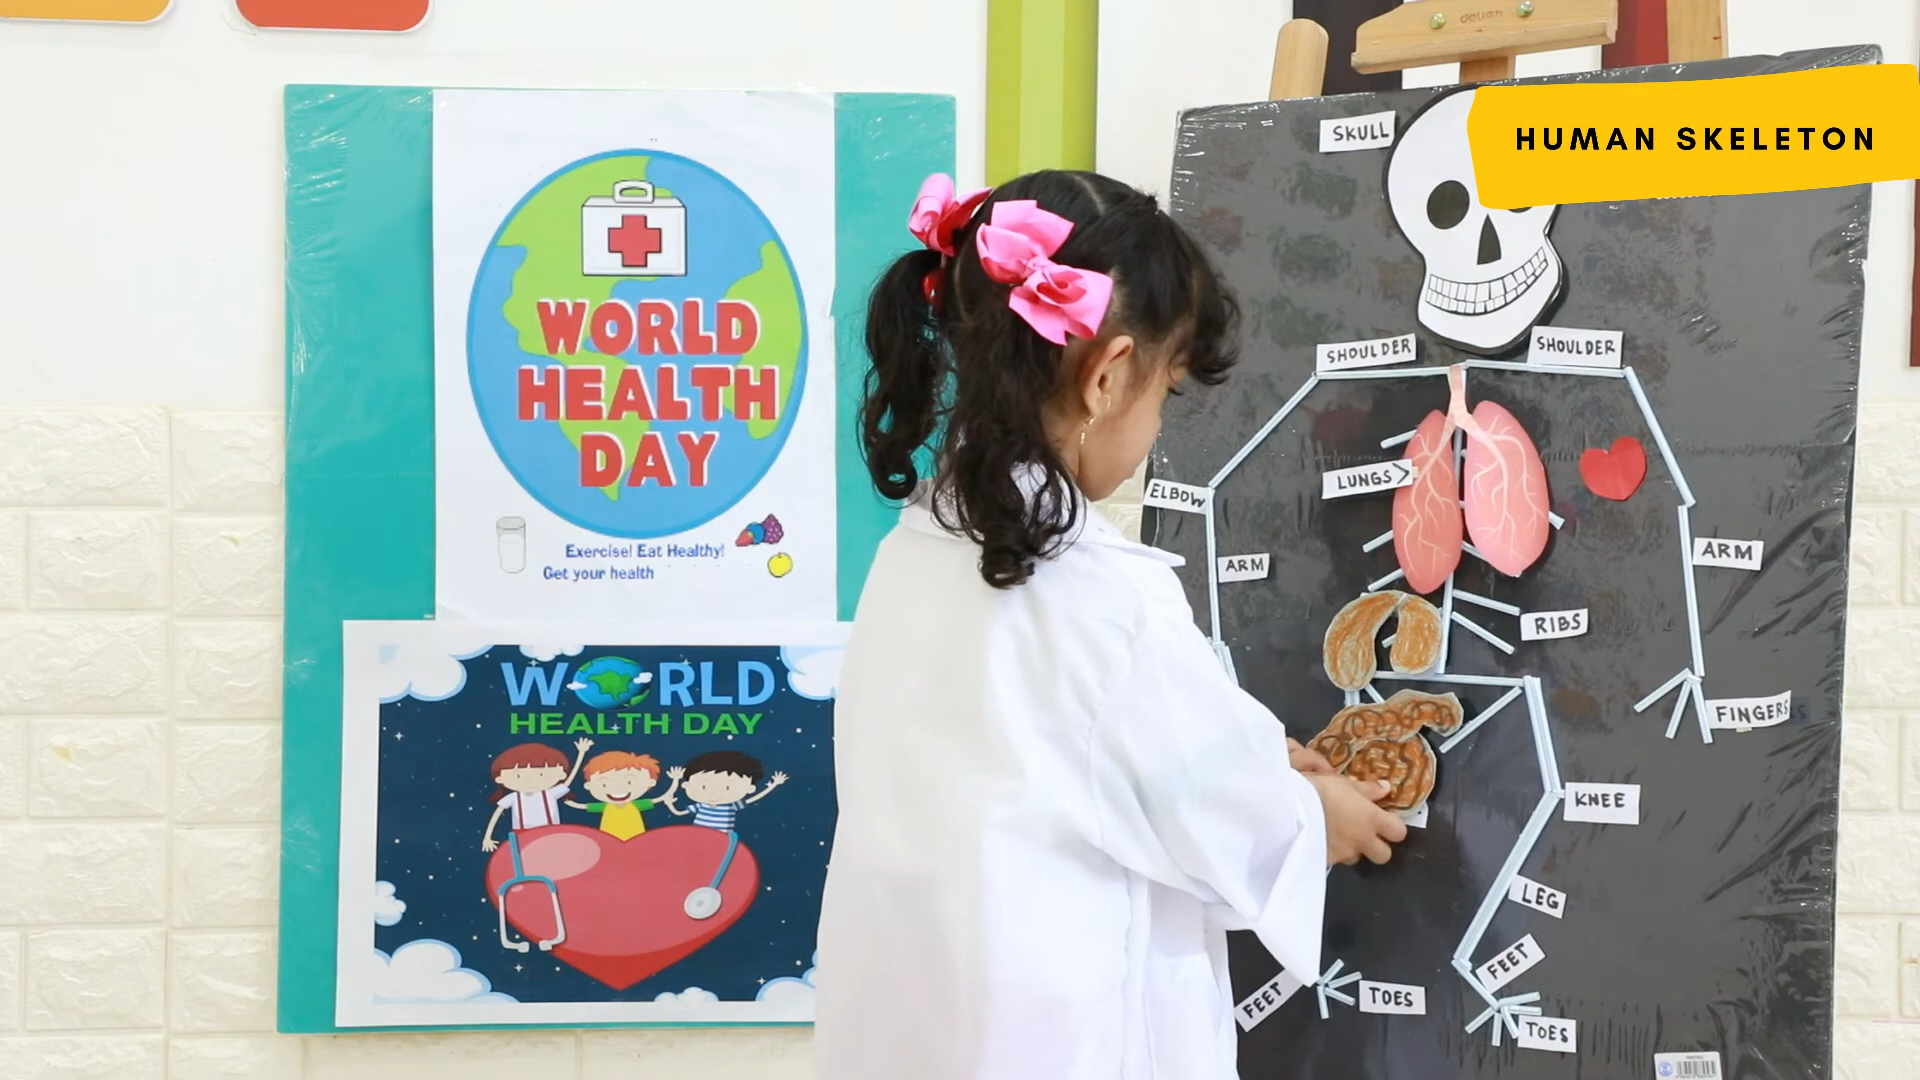 delian
HUMAN SKELETON
SKULL
WORLD
HEALTH
DAY
Exercise! Eat Healthy!
Get your health
WORLD
HEALTH DAY
SHOULDER
SHOULDER
LUNGS>
ELBOW
ARM
ARM
RIBS
FINGERS
KNEE
LEG
FEET
FEET
TOES
TOES